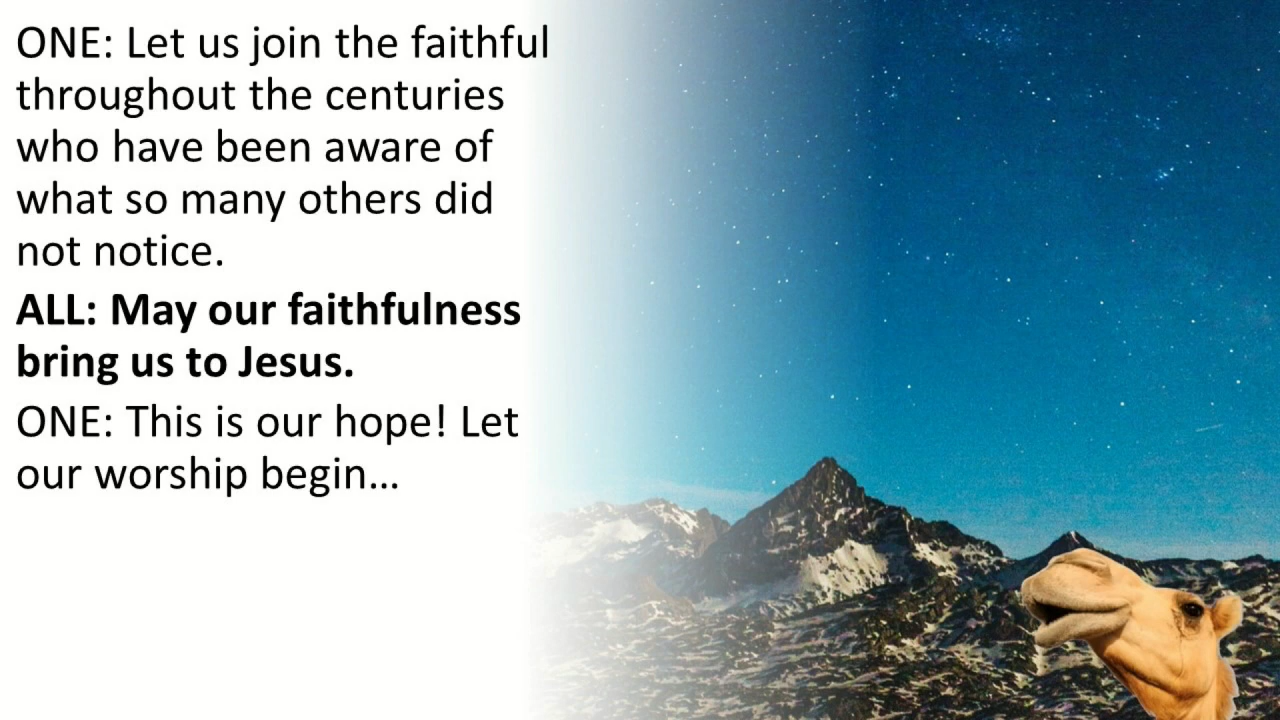 ONE: Let us join the faithful
throughout the centuries
who have been aware of
what so many others did
not notice.
ALL: May our faithfulness
bring us to Jesus.
ONE: This is our hope! Let
our worship begin…